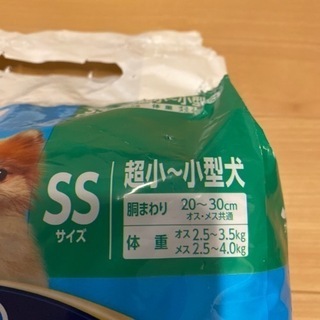 超小～小型犬
SS
サイズ
胴まわり 20～30cm
オス・メス共通
体重 オス 2.5～3.5kg
メス 2.5～4.0kg